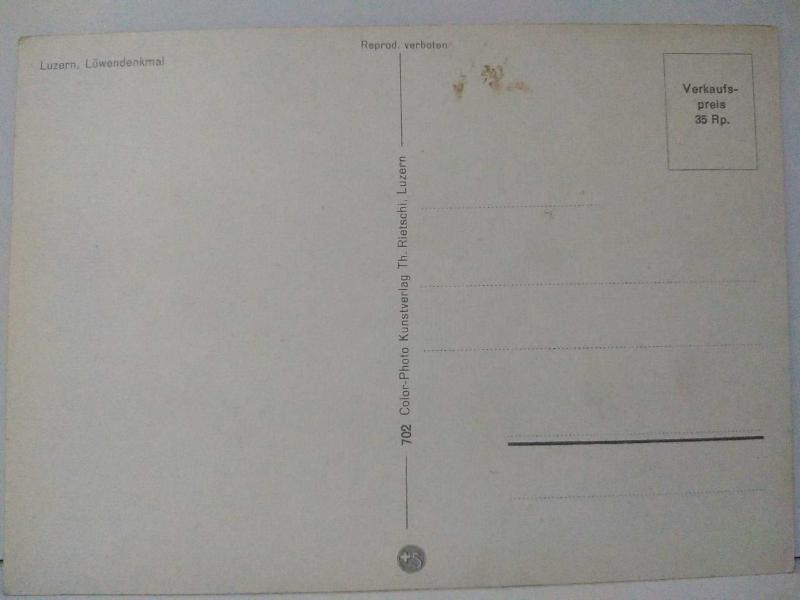 Reprod. verboten
Luzern, Löwendenkmal
Verkaufs-
preis
35 Rp.
702 Color-Photo Kunstverlag Th. Rietschi, Luzern